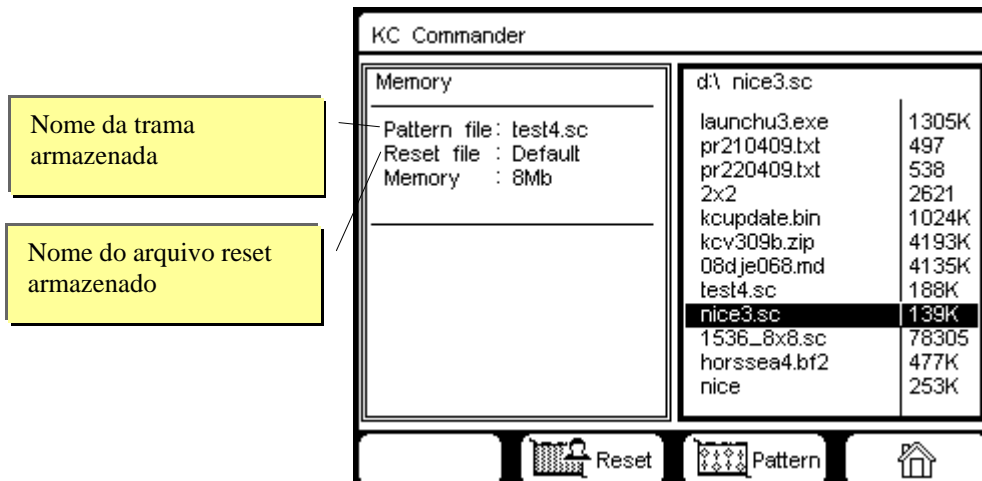 KC Commander
Nome da trama
armazenada
Nome do arquivo reset
armazenado
Memory
Pattern file: test4.sc
Reset file : Default
Memory : 8Mb
d:\ nice3.sc
launchu3.exe 1305K
pr210409.txt 497
pr220409.txt 538
2x2 2621
kcupdate.bin 1024K
kcv309b.zip 4193K
08dje068.md 4135K
test4.sc 188K
nice3.sc 139K
1536_8x8.sc 78305
horssea4.bf2 477K
nice 253K
Reset
Pattern